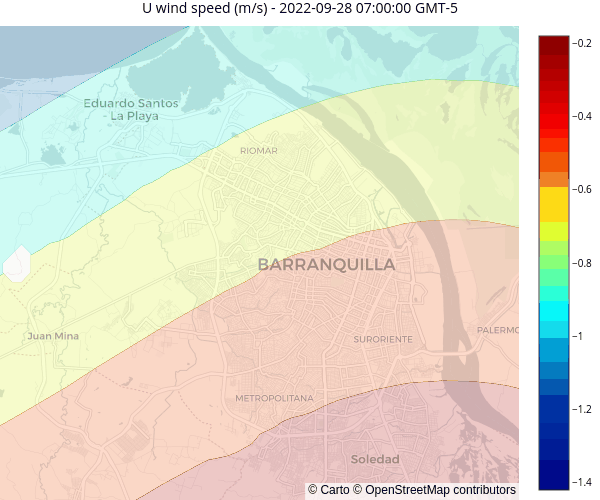 U wind speed (m/s) - 2022-09-28 07:00:00 GMT-5
Eduardo Santos
- La Playa
RIOMAR
BARRANQUILLA
Juan Mina
SURORIENTE
PALERMO
METROPOLITANA
Soledad
© Carto © OpenStreetMap contributors
−0.2
−0.4
−0.6
−0.8
−1
−1.2
−1.4